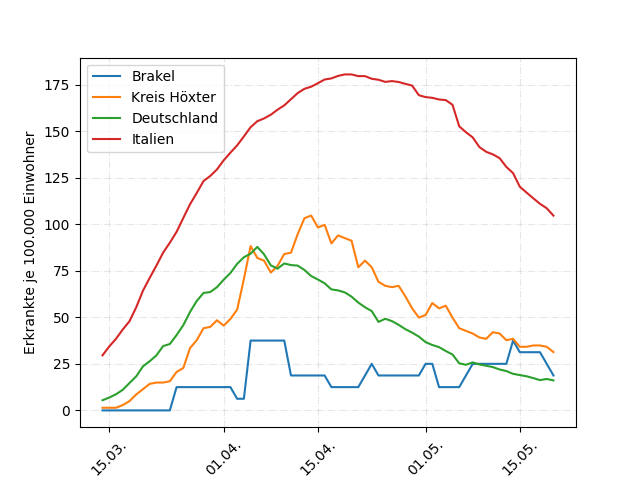 Brakel
Kreis Höxter
Deutschland
Italien
Erkrankte je 100.000 Einwohner
175
150
125
100
75
50
25
0
15.03.
01.04.
15.04.
01.05.
15.05.